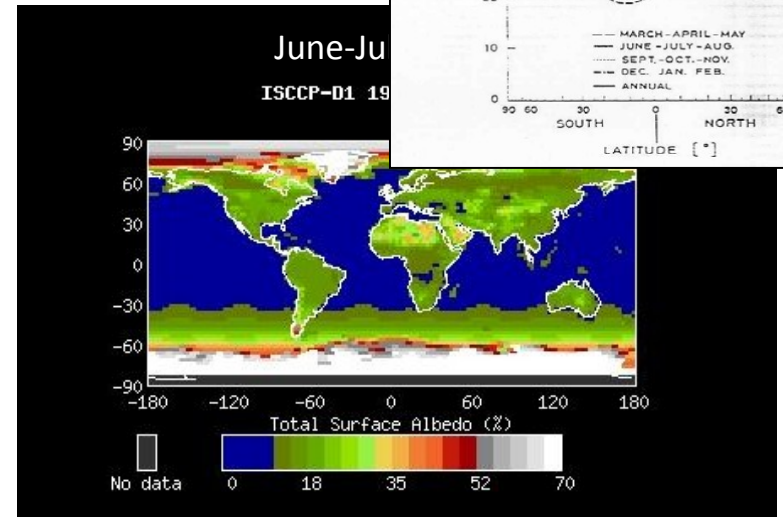 June-Ju
ISCCP-D1 19
10
0
MARCH-APRIL-MAY
JUNE-JULY-AUG.
SEPT.-OCT.-NOV.
DEC. JAN. FEB.
ANNUAL
90 60 30 0 30
SOUTH NORTH
LATITUDE [°]
90
60
30
0
-30
-60
-90
-180 -120 -60 0 60 120 180
Total Surface Albedo (%)
No data 0 18 35 52 70